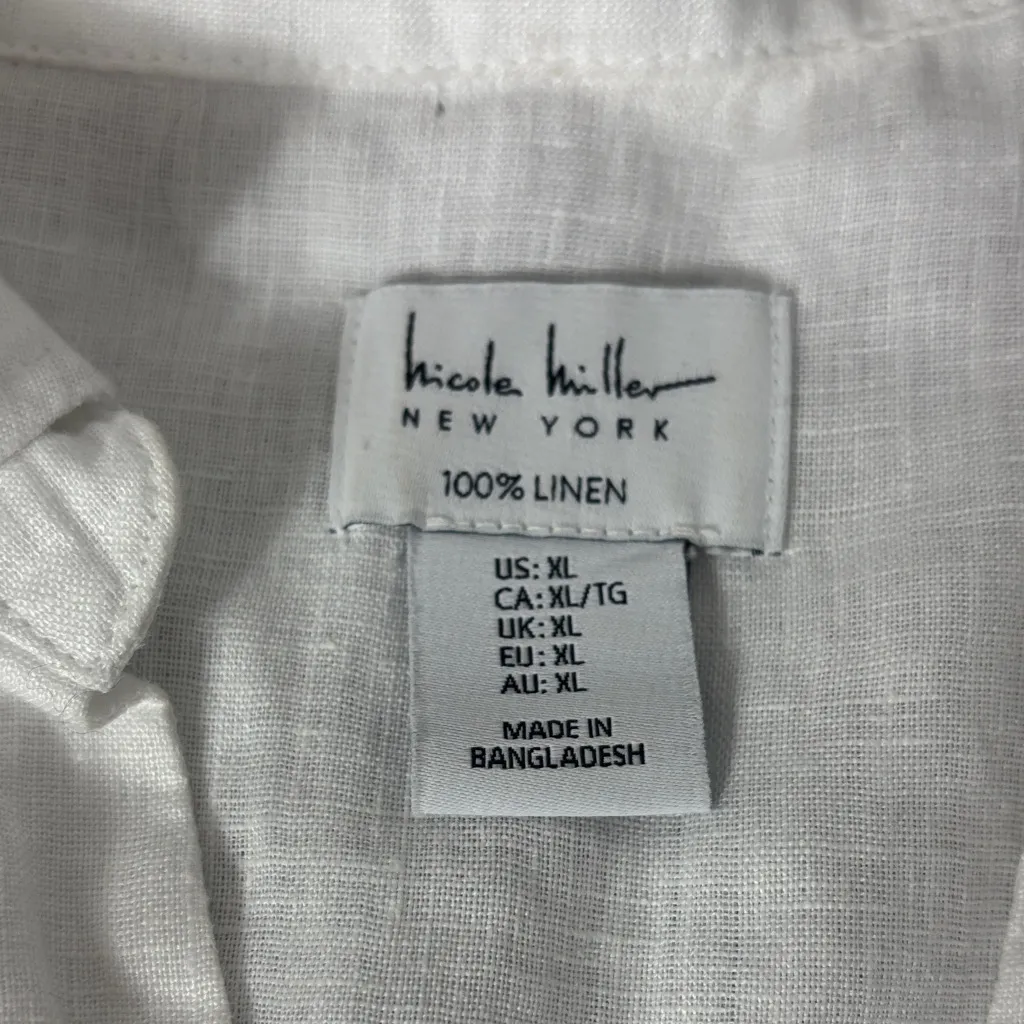 nicole miller
NEW YORK
100% LINEN
US: XL
CA: XL/TG
UK: XL
EU: XL
AU: XL
MADE IN
BANGLADESH